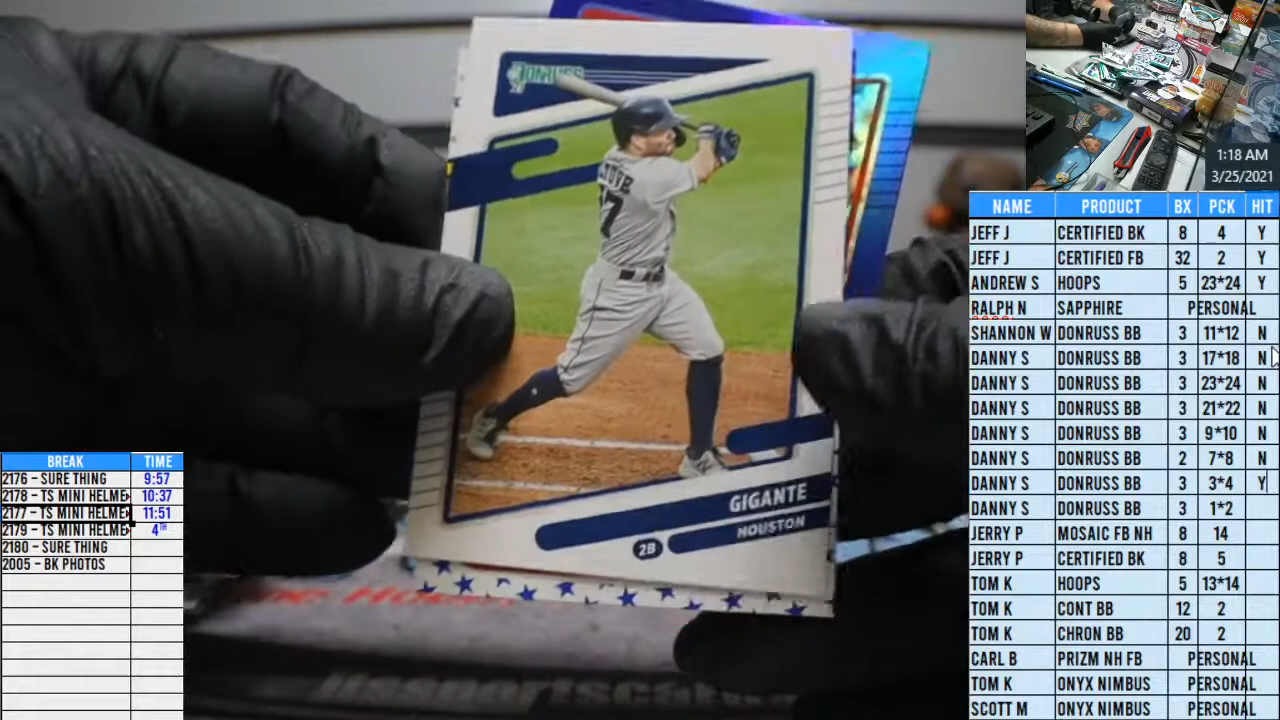 DONRUSS
17
GIGANTE
HOUSTON
2B
1:18 AM
3/25/2021
NAME PRODUCT BX PCK HIT
JEFF J CERTIFIED BK 8 4 Y
JEFF J CERTIFIED FB 32 2 Y
ANDREW S HOOPS 5 23*24 Y
RALPH N SAPPHIRE PERSONAL
SHANNON W DONRUSS BB 3 11*12 N
DANNY S DONRUSS BB 3 17*18 N
DANNY S DONRUSS BB 3 23*24 N
DANNY S DONRUSS BB 3 21*22 N
DANNY S DONRUSS BB 3 9*10 N
DANNY S DONRUSS BB 2 7*8 N
DANNY S DONRUSS BB 3 3*4 Y
DANNY S DONRUSS BB 3 1*2
JERRY P MOSAIC FB NH 8 14
JERRY P CERTIFIED BK 8 5
TOM K HOOPS 5 13*14
TOM K CONT BB 12 2
TOM K CHRON BB 20 2
CARL B PRIZM NH FB PERSONAL
TOM K ONYX NIMBUS PERSONAL
SCOTT M ONYX NIMBUS PERSONAL
BREAK TIME
2176 – SURE THING 9:57
2178 – TS MINI HELME 10:37
2177 – TS MINI HELME 11:51
2179 – TS MINI HELME 4TH
2180 – SURE THING
2005 – BK PHOTOS